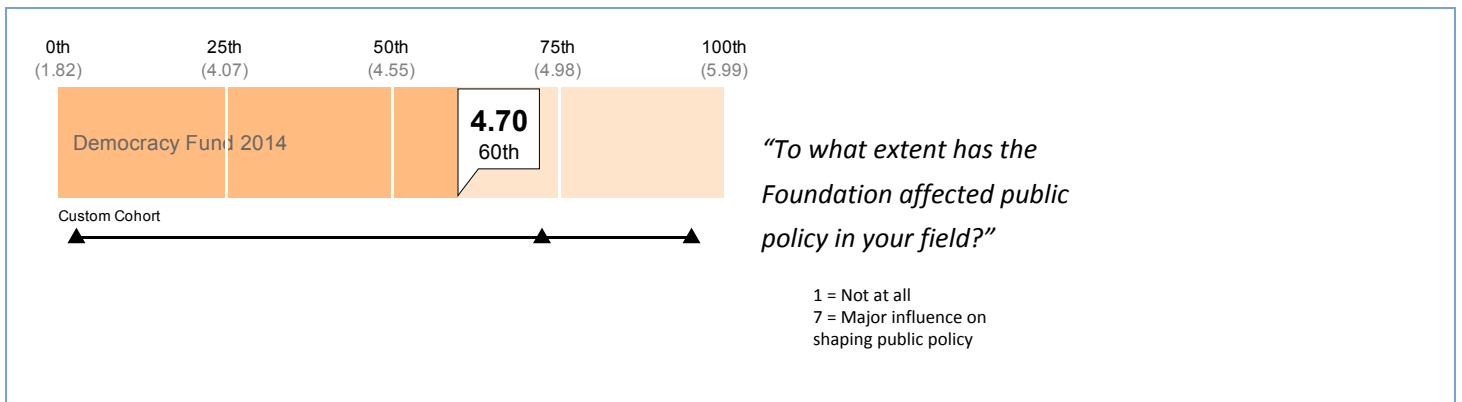 0th 25th 50th 75th 100th
(1.82) (4.07) (4.55) (4.98) (5.99)
Democracy Fund 2014
4.70
60th
Custom Cohort
“To what extent has the
Foundation affected public
policy in your field?”
1 = Not at all
7 = Major influence on
shaping public policy